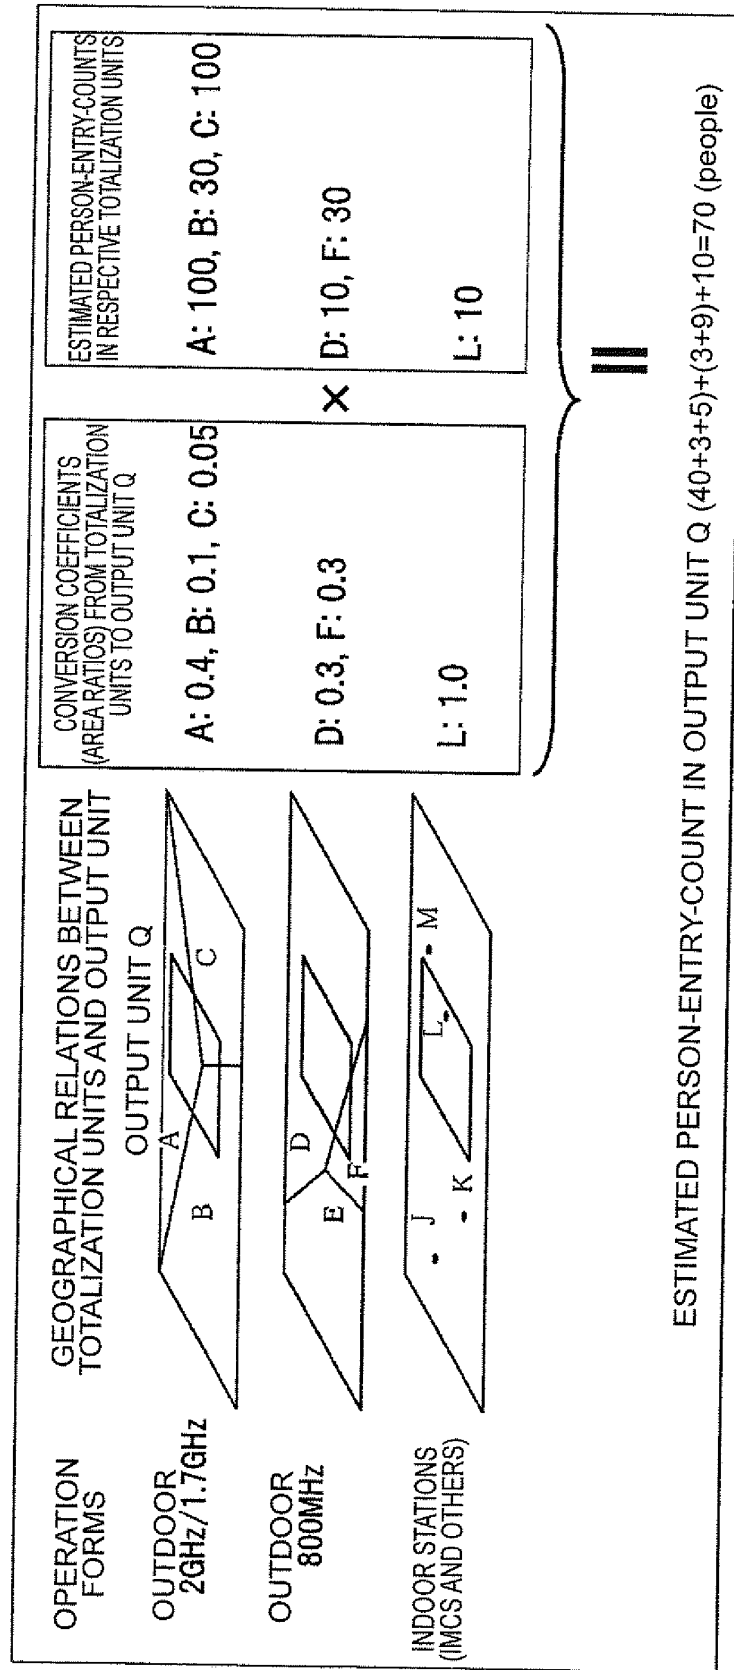 OPERATION
FORMS
GEOGRAPHICAL RELATIONS BETWEEN
TOTALIZATION UNITS AND OUTPUT UNIT
CONVERSION COEFFICIENTS
(AREA RATIOS) FROM TOTALIZATION
UNITS TO OUTPUT UNIT Q
ESTIMATED PERSON-ENTRY-COUNTS
IN RESPECTIVE TOTALIZATION UNITS
OUTPUT UNIT Q
OUTDOOR
2GHz/1.7GHz
A
B
C
A: 0.4, B: 0.1, C: 0.05
A: 100, B: 30, C: 100
OUTDOOR
800MHz
D
E
F
D: 0.3, F: 0.3
×
D: 10, F: 30
INDOOR STATIONS
(IMCS AND OTHERS)
J
K
L
M
L: 1.0
L: 10
=
ESTIMATED PERSON-ENTRY-COUNT IN OUTPUT UNIT Q (40+3+5)+(3+9)+10=70 (people)